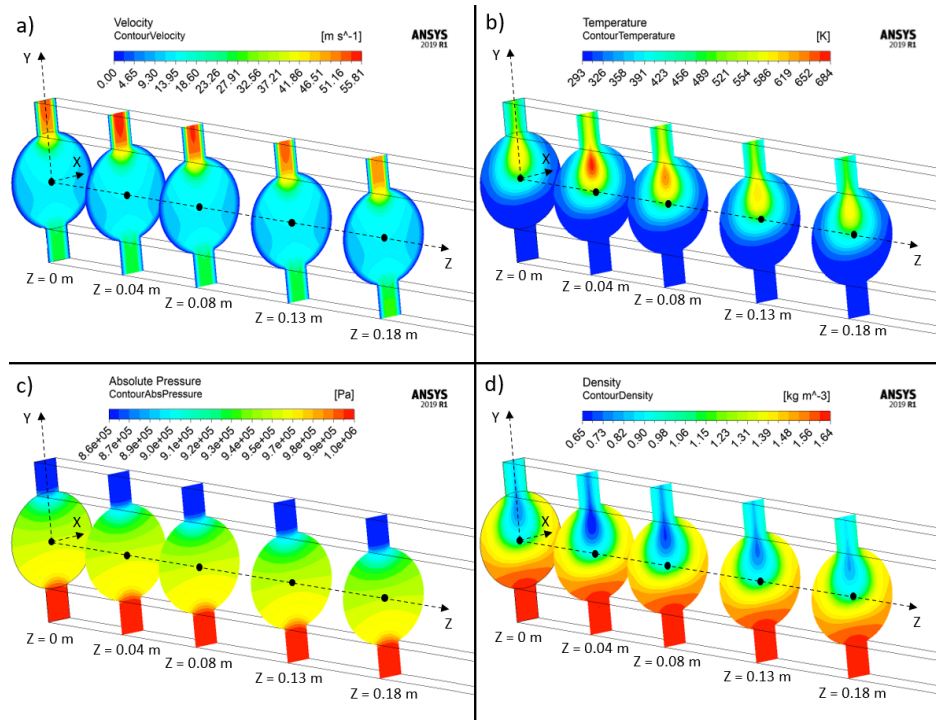 a)
Velocity
ContourVelocity
[m s^-1]
ANSYS
2019 R1
0.00
4.65
9.30
13.95
18.60
23.26
27.91
32.56
37.21
41.86
46.51
51.16
55.81
Y
X
Z
Z = 0 m
Z = 0.04 m
Z = 0.08 m
Z = 0.13 m
Z = 0.18 m
b)
Temperature
ContourTemperature
[K]
ANSYS
2019 R1
293
326
358
391
423
456
489
521
554
586
619
652
684
Y
X
Z
Z = 0 m
Z = 0.04 m
Z = 0.08 m
Z = 0.13 m
Z = 0.18 m
c)
Absolute Pressure
ContourAbsPressure
[Pa]
ANSYS
2019 R1
8.6e+05
8.7e+05
8.9e+05
9.0e+05
9.1e+05
9.2e+05
9.3e+05
9.4e+05
9.5e+05
9.7e+05
9.8e+05
9.9e+05
1.0e+06
Y
X
Z
Z = 0 m
Z = 0.04 m
Z = 0.08 m
Z = 0.13 m
Z = 0.18 m
d)
Density
ContourDensity
[kg m^-3]
ANSYS
2019 R1
0.65
0.73
0.82
0.90
0.98
1.06
1.15
1.23
1.31
1.39
1.48
1.56
1.64
Y
X
Z
Z = 0 m
Z = 0.04 m
Z = 0.08 m
Z = 0.13 m
Z = 0.18 m